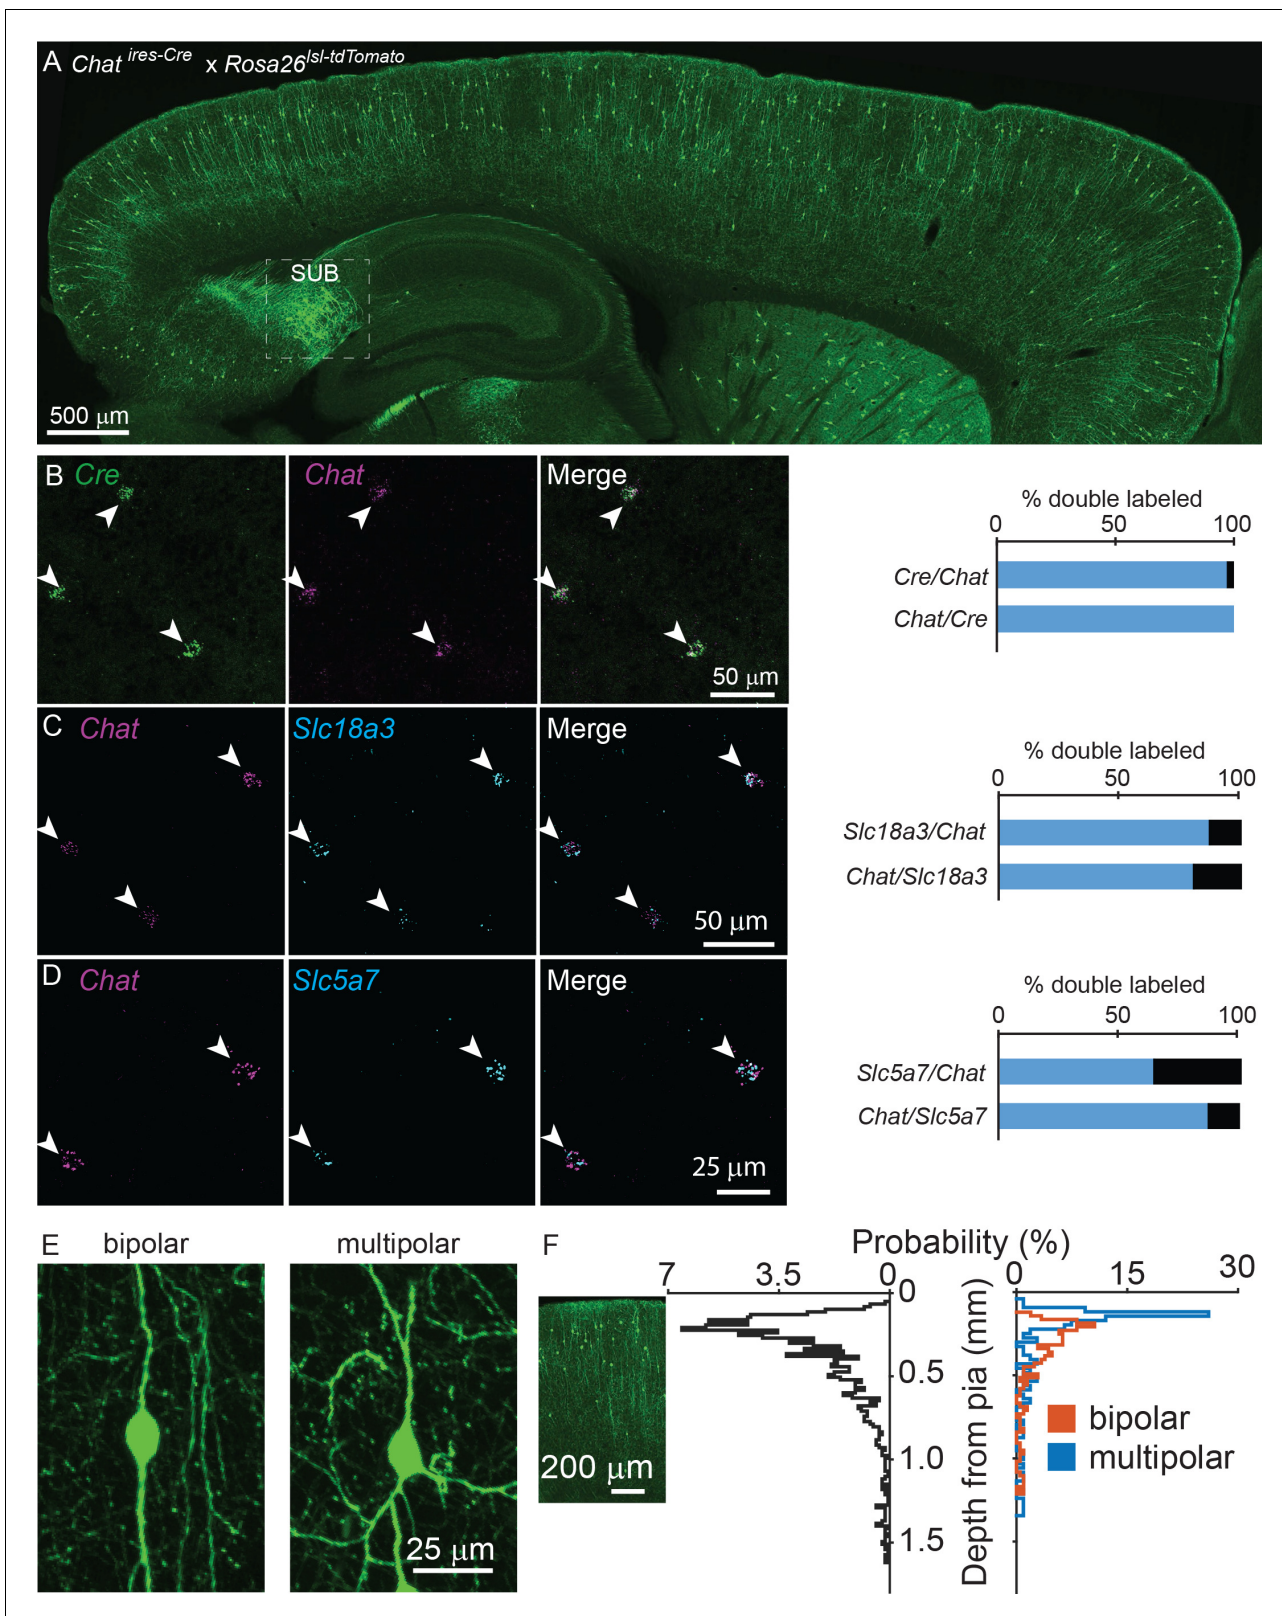 A Chat ires-Cre x Rosa26 lsl-tdTomato
SUB
500 μm
B Cre
Chat
Merge
50 μm
% double labeled
0 50 100
Cre/Chat
Chat/Cre
C Chat
Slc18a3
Merge
50 μm
% double labeled
0 50 100
Slc18a3/Chat
Chat/Slc18a3
D Chat
Slc5a7
Merge
25 μm
% double labeled
0 50 100
Slc5a7/Chat
Chat/Slc5a7
E bipolar
multipolar
25 μm
F
Probability (%)
7 3.5 0
0 15 30
0
0.5
1.0
1.5
Depth from pia (mm)
200 μm
bipolar
multipolar